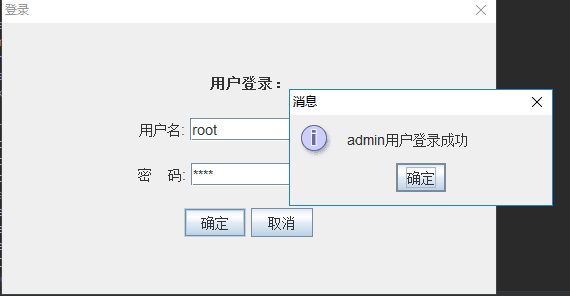 登录
用户登录：
消息
admin用户登录成功
确定
用户名: root
密 码: ****
确定 取消